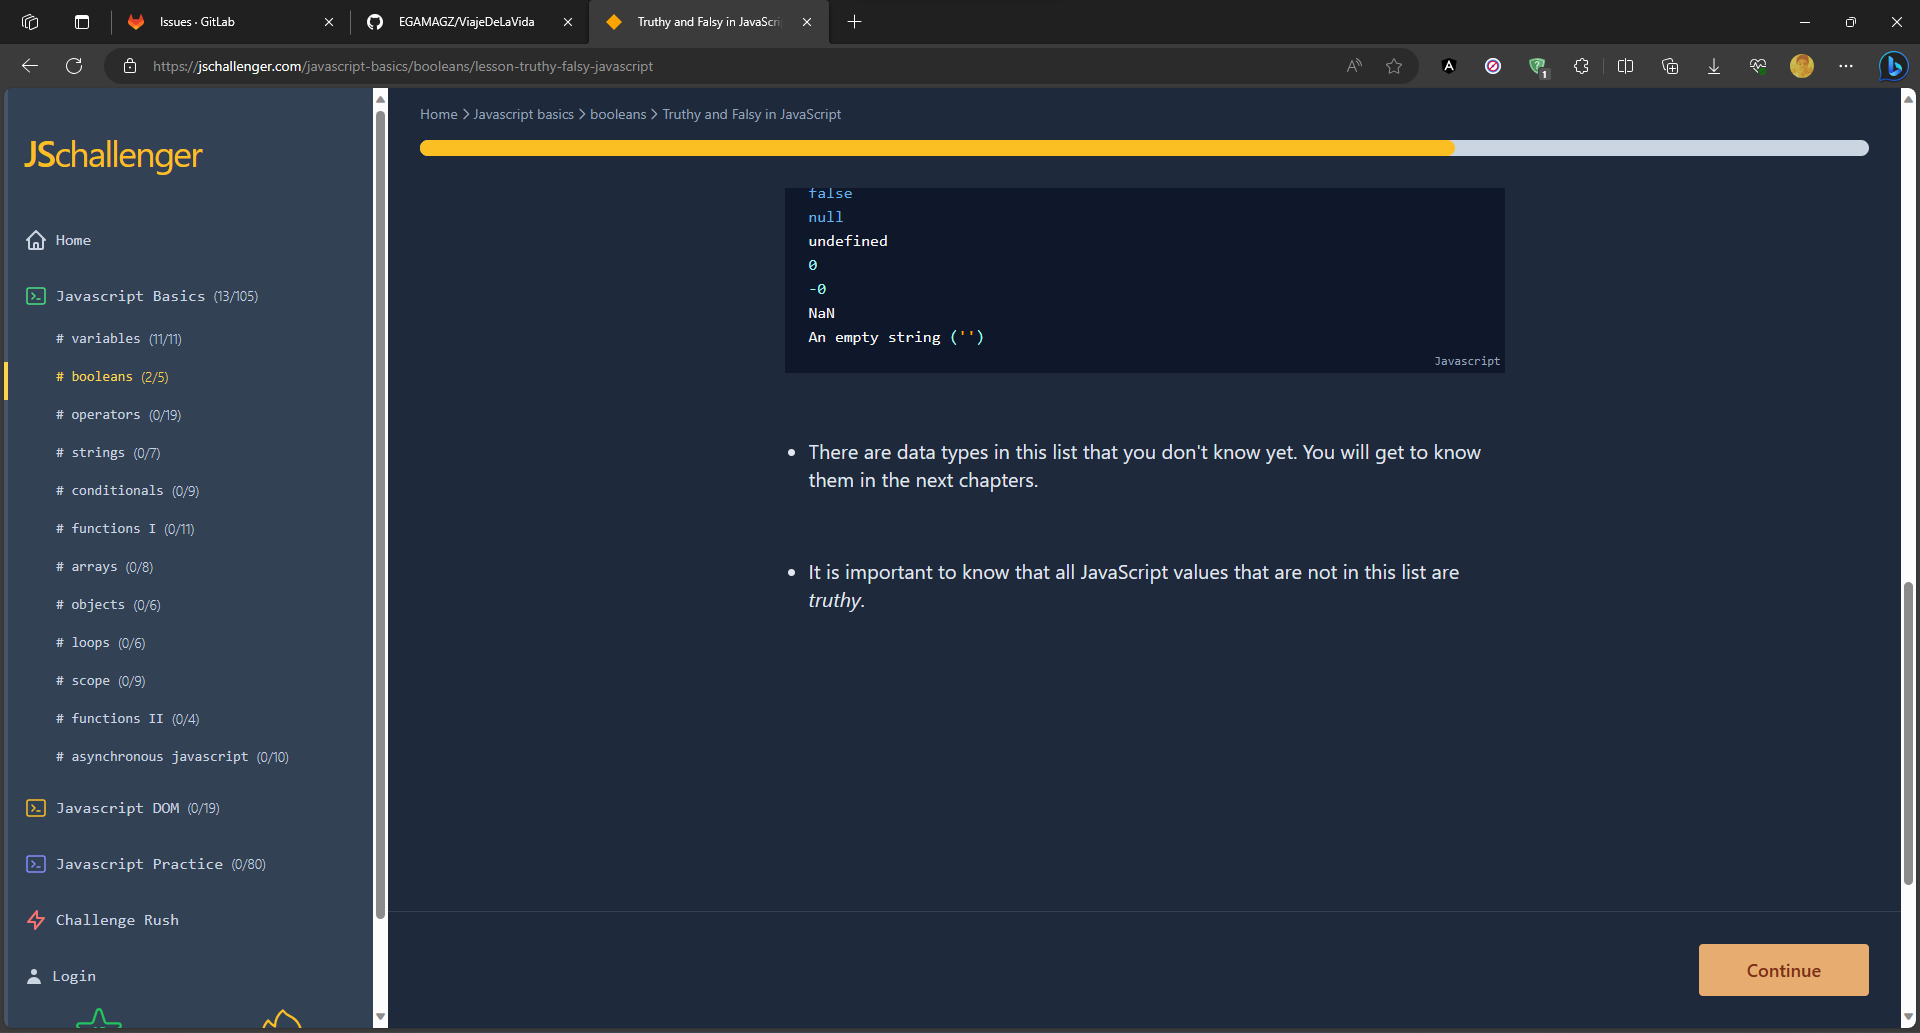 Issues · GitLab
EGAMAGZ/ViajeDeLaVida
Truthy and Falsy in JavaScri
https://jschallenger.com/javascript-basics/booleans/lesson-truthy-falsy-javascript
A
1
JSchallenger
Home
Javascript Basics (13/105)
# variables (11/11)
# booleans (2/5)
# operators (0/19)
# strings (0/7)
# conditionals (0/9)
# functions I (0/11)
# arrays (0/8)
# objects (0/6)
# loops (0/6)
# scope (0/9)
# functions II (0/4)
# asynchronous javascript (0/10)
Javascript DOM (0/19)
Javascript Practice (0/80)
Challenge Rush
Login
Home > Javascript basics > booleans > Truthy and Falsy in JavaScript
false
null
undefined
0
-0
NaN
An empty string ('')
Javascript
• There are data types in this list that you don't know yet. You will get to know
them in the next chapters.
• It is important to know that all JavaScript values that are not in this list are
truthy.
Continue